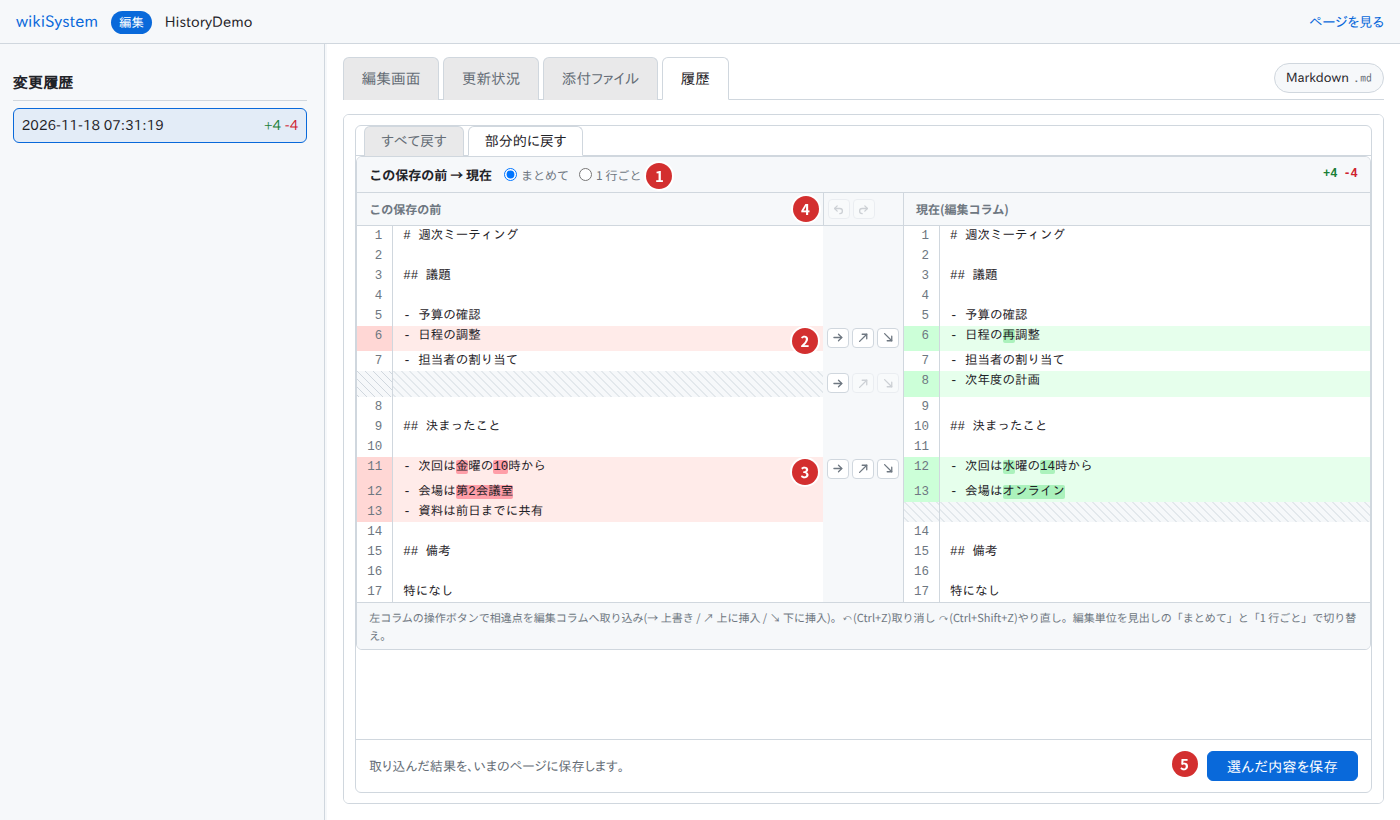 wikiSystem 編集 HistoryDemo ページを見る
変更履歴
2026-11-18 07:31:19 +4 -4
編集画面 更新状況 添付ファイル 履歴 Markdown .md
すべて戻す 部分的に戻す
この保存の前 → 現在 まとめて 1 行ごと 1 +4 -4
この保存の前 4 現在(編集コラム)
1 # 週次ミーティング 1 # 週次ミーティング
2 2
3 ## 議題 3 ## 議題
4 4
5 - 予算の確認 5 - 予算の確認
6 - 日程の調整 2 → ↗ ↘ 6 - 日程の再調整
7 - 担当者の割り当て 7 - 担当者の割り当て
→ ↗ ↘ 8 - 次年度の計画
8 9
9 ## 決まったこと 10 ## 決まったこと
10 11
11 - 次回は金曜の10時から 3 → ↗ ↘ 12 - 次回は水曜の14時から
12 - 会場は第2会議室 13 - 会場はオンライン
13 - 資料は前日までに共有
14 14
15 ## 備考 15 ## 備考
16 16
17 特になし 17 特になし
左コラムの操作ボタンで相違点を編集コラムへ取り込み(→ 上書き / ↗ 上に挿入 / ↘ 下に挿入)。↶(Ctrl+Z)取り消し ↷(Ctrl+Shift+Z)やり直し。編集単位を見出しの「まとめて」と「1 行ごと」で切り替
え。
取り込んだ結果を、いまのページに保存します。 5 選んだ内容を保存